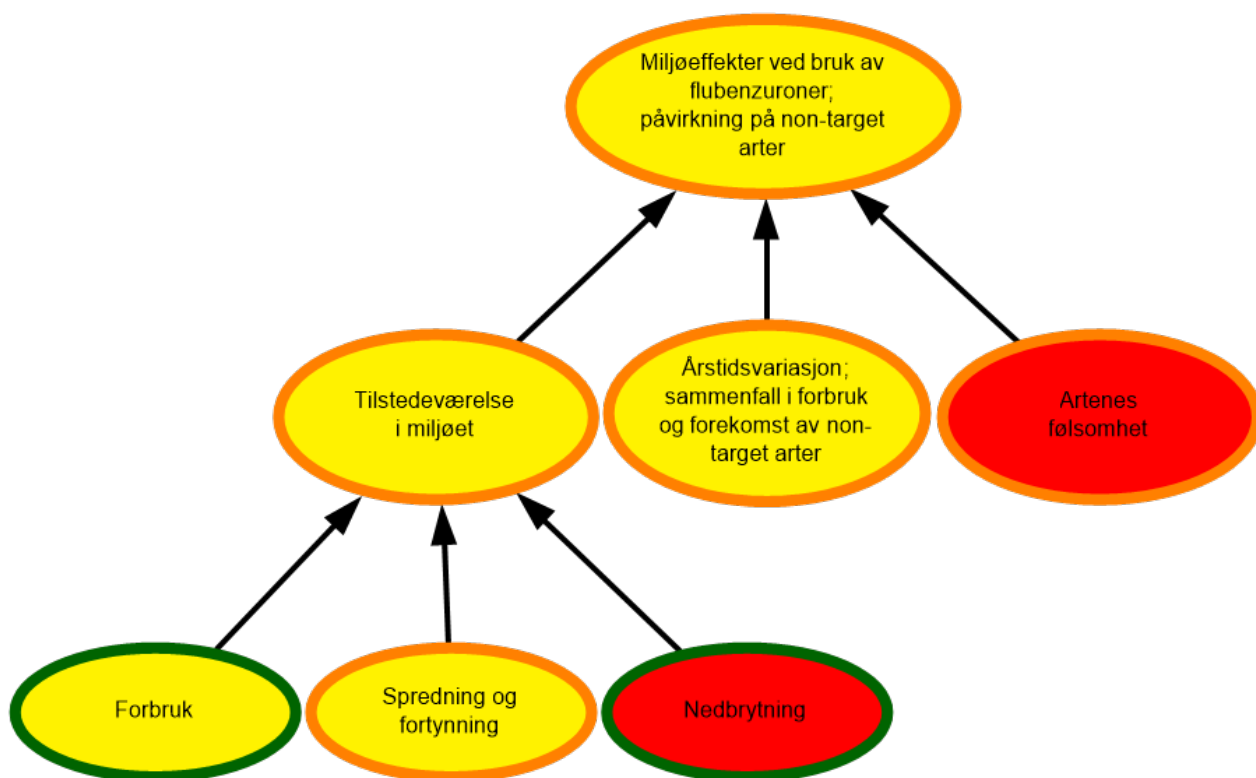 Miljøeffekter ved bruk av
flubenzuroner;
påvirkning på non-target
arter
Tilstedeværelse
i miljøet
Årstidsvariasjon;
sammenfall i forbruk
og forekomst av non-
target arter
Artenes
følsomhet
Forbruk
Spredning og
fortynning
Nedbrytning